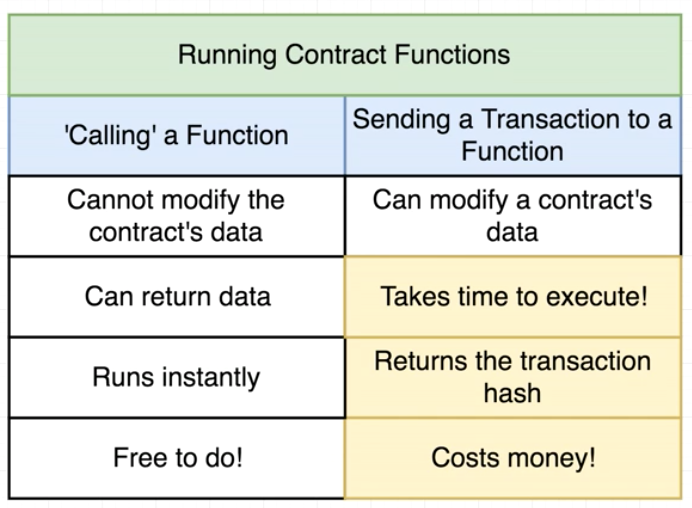 Running Contract Functions
'Calling' a Function
Sending a Transaction to a
Function
Cannot modify the
contract's data
Can modify a contract's
data
Can return data
Takes time to execute!
Runs instantly
Returns the transaction
hash
Free to do!
Costs money!